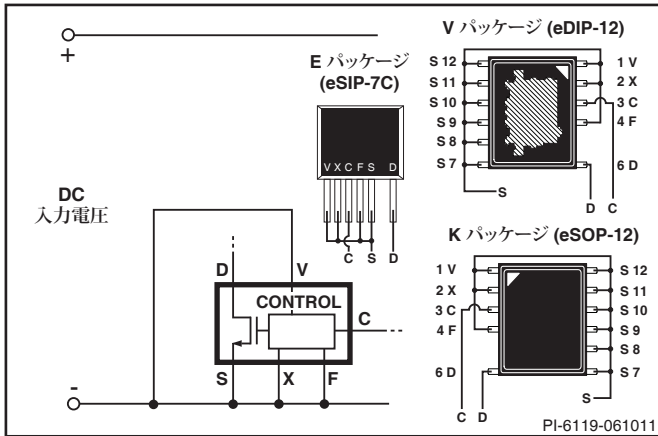 +
DC
入力電圧
-
E パッケージ
(eSIP-7C)
V X C F S D
C S D
D V
CONTROL
C
S X F
V パッケージ (eDIP-12)
S 12
S 11
S 10
S 9
S 8
S 7
1 V
2 X
3 C
4 F
6 D
S
D C
K パッケージ (eSOP-12)
1 V
2 X
3 C
4 F
6 D
S 12
S 11
S 10
S 9
S 8
S 7
S
C D
PI-6119-061011